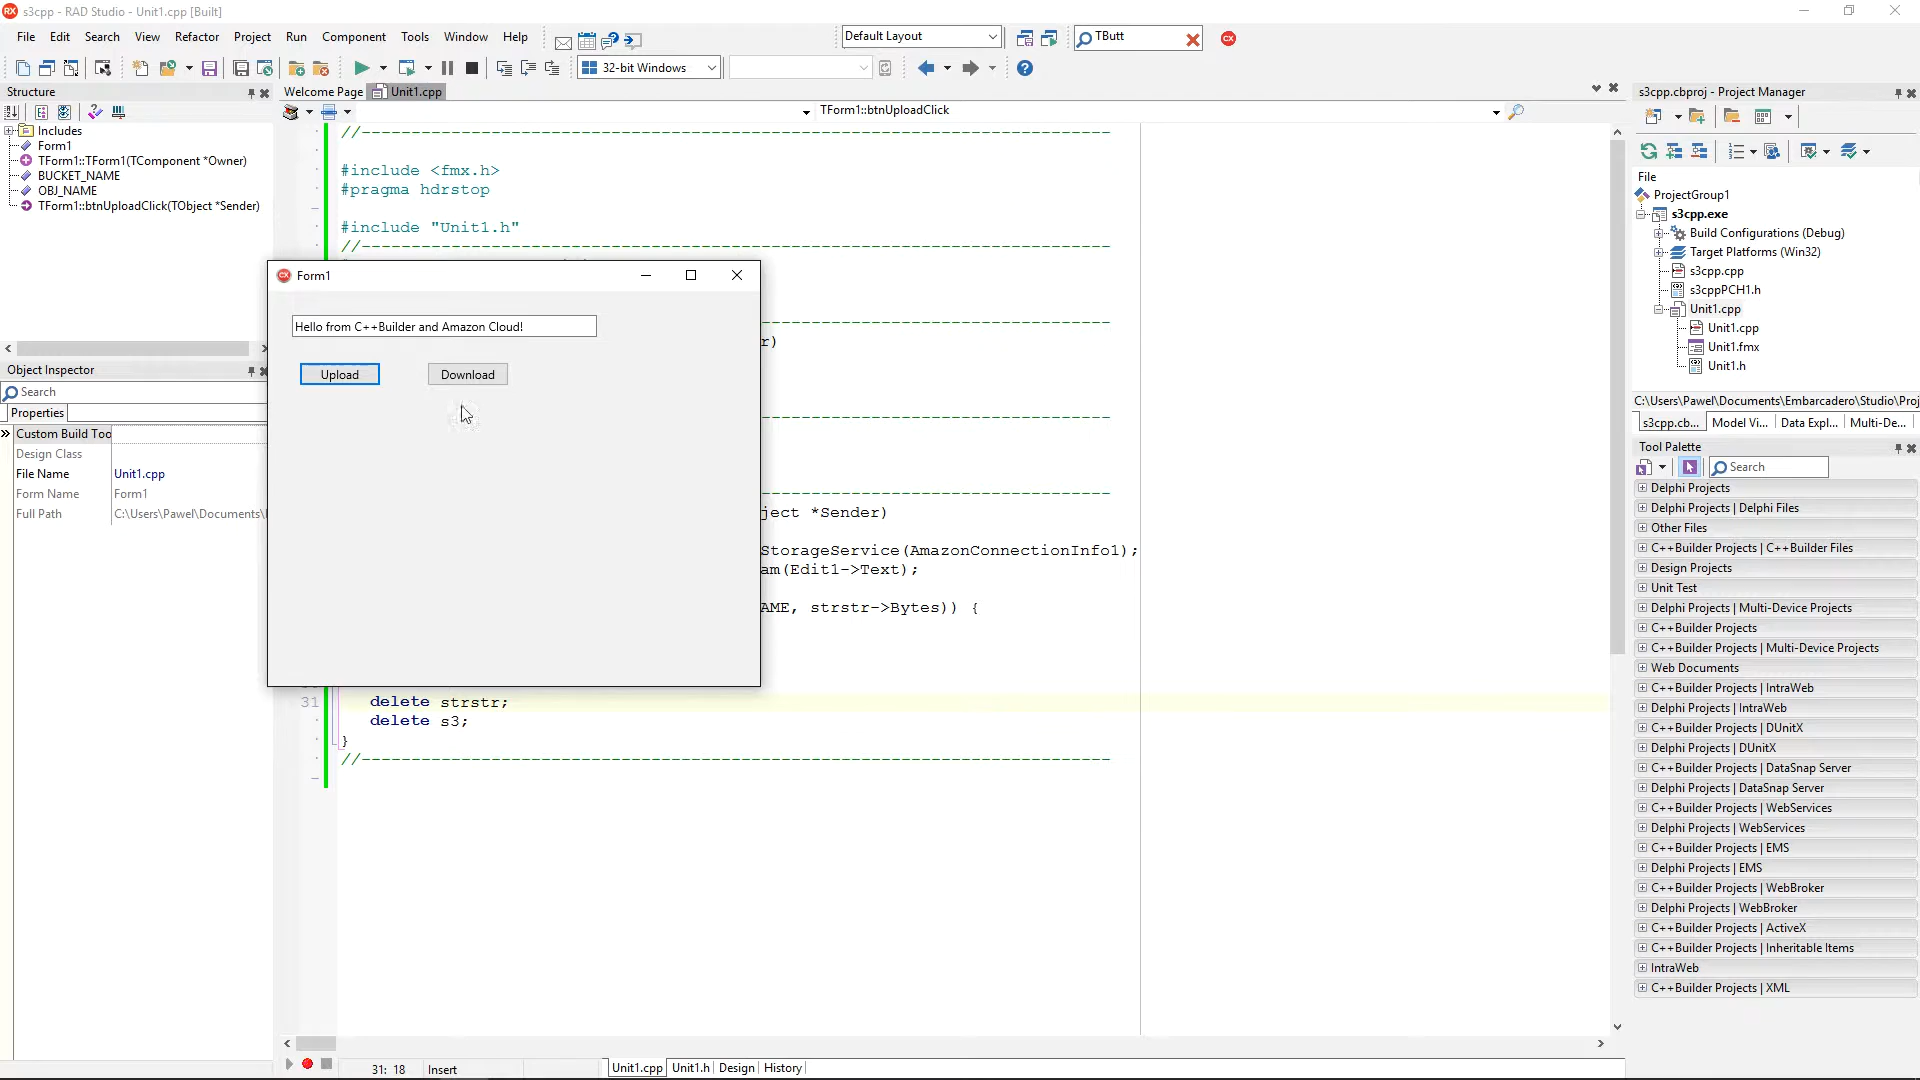 s3cpp - RAD Studio - Unit1.cpp [Built]
File Edit Search View Refactor Project Run Component Tools Window Help
Default Layout
TButt
32-bit Windows
Structure
Includes
Form1
TForm1::TForm1(TComponent *Owner)
BUCKET_NAME
OBJ_NAME
TForm1::btnUploadClick(TObject *Sender)
Object Inspector
Search
Properties
Custom Build Too
Design Class
File Name Unit1.cpp
Form Name Form1
Full Path C:\Users\Pawel\Documents\
Welcome Page Unit1.cpp
TForm1::btnUploadClick
//---------------------------------------------------------------------------
#include <fmx.h>
#pragma hdrstop
#include "Unit1.h"
//---------------------------------------------------------------------------
Form1
Hello from C++Builder and Amazon Cloud!
Upload Download
r)
ject *Sender)
StorageService(AmazonConnectionInfo1);
am(Edit1->Text);
AME, strstr->Bytes)) {
31 delete strstr;
delete s3;
}
//---------------------------------------------------------------------------
31: 18 Insert
Unit1.cpp Unit1.h Design History
s3cpp.cbproj - Project Manager
File
ProjectGroup1
s3cpp.exe
Build Configurations (Debug)
Target Platforms (Win32)
s3cpp.cpp
s3cppPCH1.h
Unit1.cpp
Unit1.cpp
Unit1.fmx
Unit1.h
C:\Users\Pawel\Documents\Embarcadero\Studio\Proj
s3cpp.cb... Model Vi... Data Expl... Multi-De...
Tool Palette
Search
Delphi Projects
Delphi Projects | Delphi Files
Other Files
C++Builder Projects | C++Builder Files
Design Projects
Unit Test
Delphi Projects | Multi-Device Projects
C++Builder Projects
C++Builder Projects | Multi-Device Projects
Web Documents
C++Builder Projects | IntraWeb
Delphi Projects | IntraWeb
C++Builder Projects | DUnitX
Delphi Projects | DUnitX
C++Builder Projects | DataSnap Server
Delphi Projects | DataSnap Server
C++Builder Projects | WebServices
Delphi Projects | WebServices
C++Builder Projects | EMS
Delphi Projects | EMS
C++Builder Projects | WebBroker
Delphi Projects | WebBroker
C++Builder Projects | ActiveX
C++Builder Projects | Inheritable Items
IntraWeb
C++Builder Projects | XML